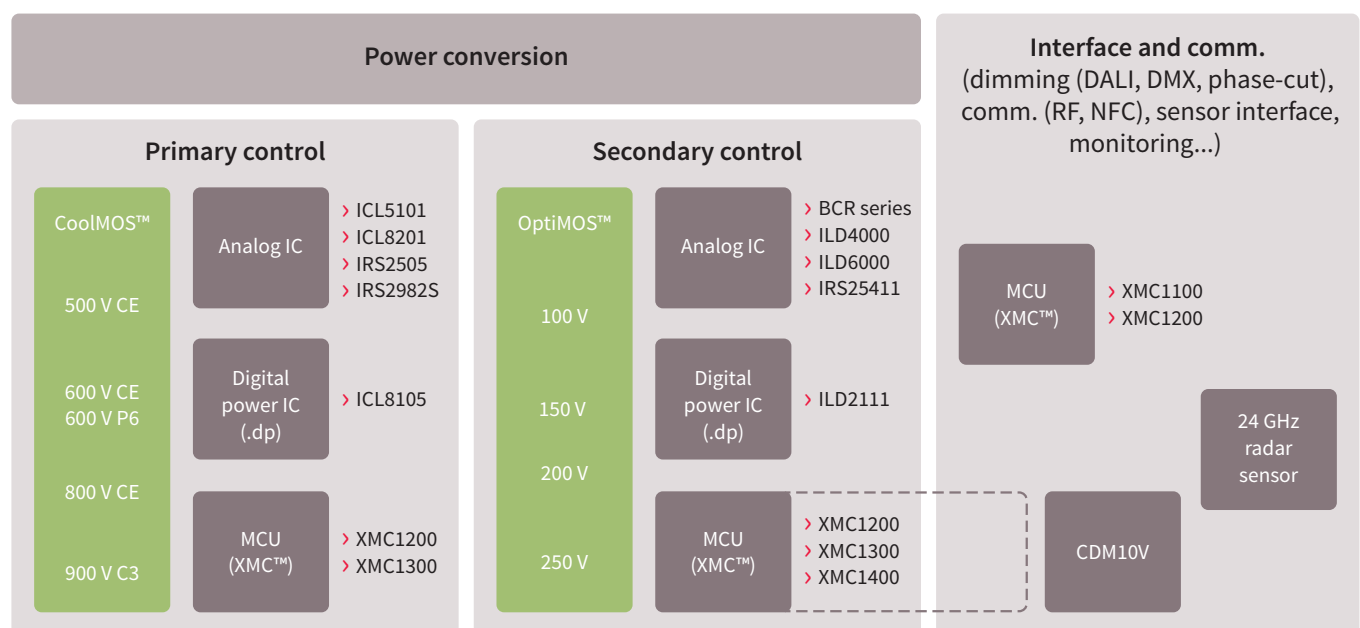 Power conversion
Primary control
CoolMOS™
500 V CE
600 V CE
600 V P6
800 V CE
900 V C3
Analog IC
› ICL5101
› ICL8201
› IRS2505
› IRS2982S
Digital
power IC
(.dp)
› ICL8105
MCU
(XMC™)
› XMC1200
› XMC1300
Secondary control
OptiMOS™
100 V
150 V
200 V
250 V
Analog IC
› BCR series
› ILD4000
› ILD6000
› IRS25411
Digital
power IC
(.dp)
› ILD2111
MCU
(XMC™)
› XMC1200
› XMC1300
› XMC1400
Interface and comm.
(dimming (DALI, DMX, phase-cut),
comm. (RF, NFC), sensor interface,
monitoring...)
MCU
(XMC™)
› XMC1100
› XMC1200
24 GHz
radar
sensor
CDM10V